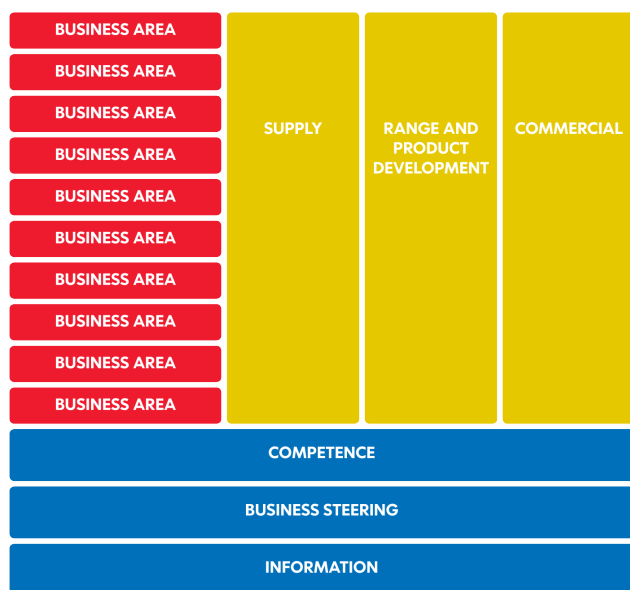 BUSINESS AREA
BUSINESS AREA
BUSINESS AREA
BUSINESS AREA
BUSINESS AREA
BUSINESS AREA
BUSINESS AREA
BUSINESS AREA
BUSINESS AREA
BUSINESS AREA
SUPPLY
RANGE AND
PRODUCT
DEVELOPMENT
COMMERCIAL
COMPETENCE
BUSINESS STEERING
INFORMATION